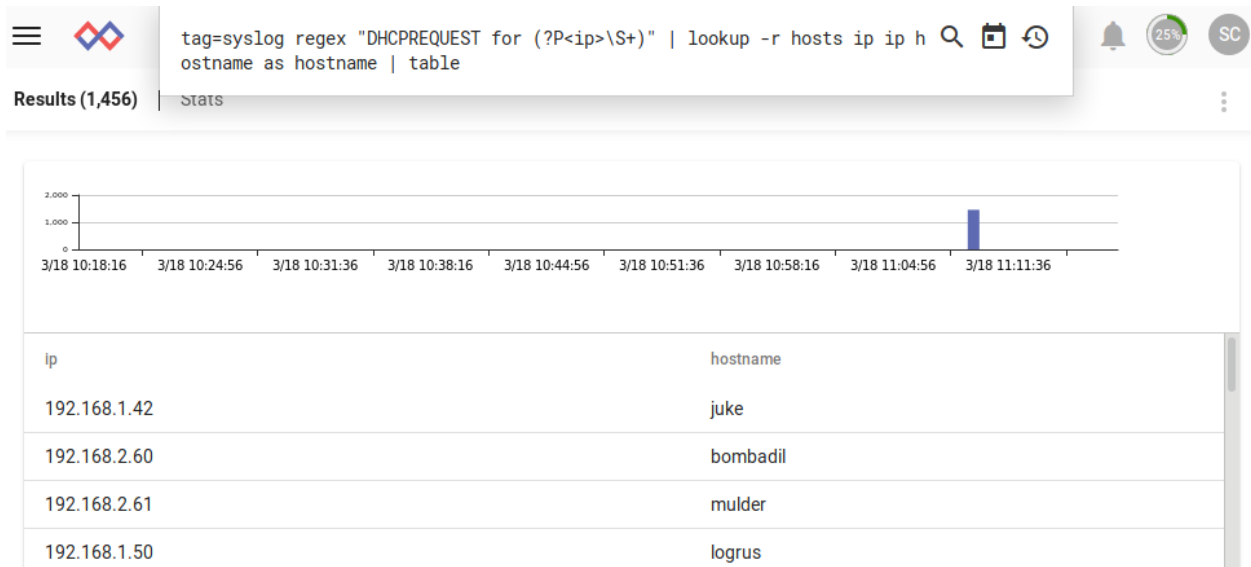 tag=syslog regex "DHCPREQUEST for (?P<ip>\S+)" | lookup -r hosts ip ip h
ostname as hostname | table
25%
SC
Results (1,456)
Stats
2.000
1.000
0
3/18 10:18:16 3/18 10:24:56 3/18 10:31:36 3/18 10:38:16 3/18 10:44:56 3/18 10:51:36 3/18 10:58:16 3/18 11:04:56 3/18 11:11:36
ip hostname
192.168.1.42 juke
192.168.2.60 bombadil
192.168.2.61 mulder
192.168.1.50 logrus